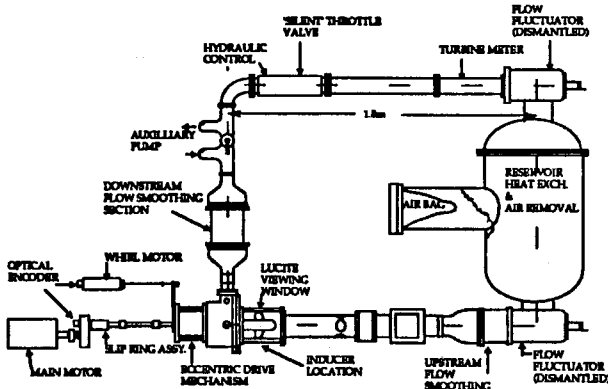 'SILENT' THROTTLE
VALVE
FLOW
FLUCTUATOR
(DISMANTLED)
HYDRAULIC
CONTROL
TURBINE METER
1.8m
AUXILLIARY
PUMP
RESERVOIR
HEAT EXCH.
&
AIR REMOVAL
AIR BAG
DOWNSTREAM
FLOW SMOOTHING
SECTION
WHIRL MOTOR
OPTICAL
ENCODER
LUCITE
VIEWING
WINDOW
MAIN MOTOR
SLIP RING ASSY.
ECCENTRIC DRIVE
MECHANISM
INDUCER
LOCATION
UPSTREAM
FLOW
SMOOTHING
FLOW
FLUCTUATOR
(DISMANTLED)